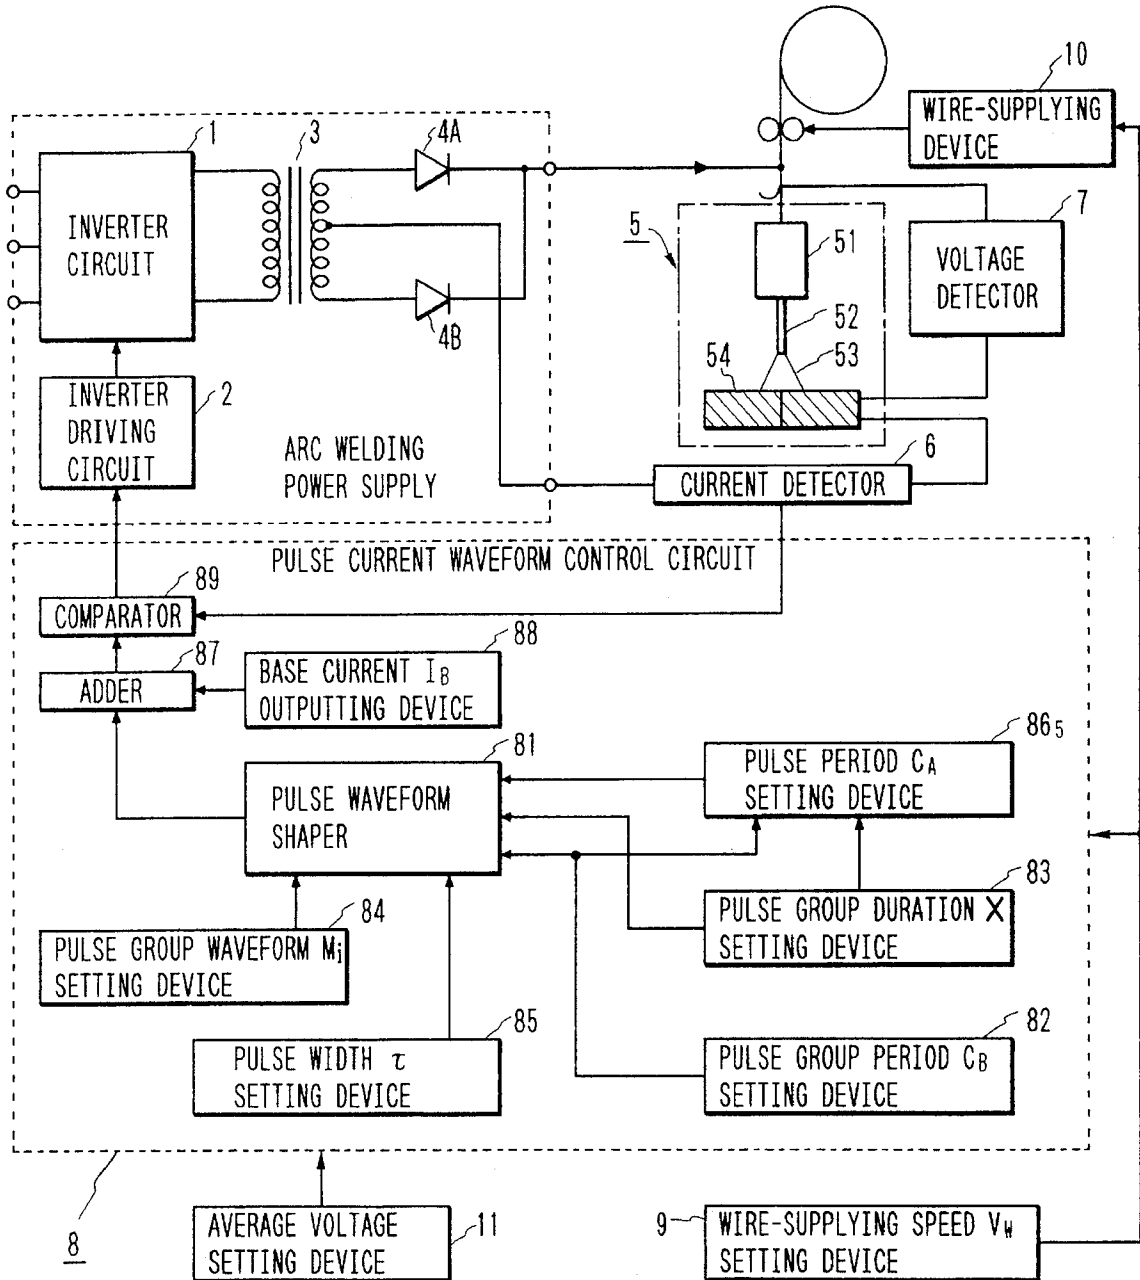 10
WIRE-SUPPLYING
DEVICE
1
3
4A
INVERTER
CIRCUIT
4B
5
51
52
53
54
7
VOLTAGE
DETECTOR
INVERTER
DRIVING
CIRCUIT
2
ARC WELDING
POWER SUPPLY
6
CURRENT DETECTOR
PULSE CURRENT WAVEFORM CONTROL CIRCUIT
89
COMPARATOR
87
ADDER
88
BASE CURRENT IB
OUTPUTTING DEVICE
81
PULSE WAVEFORM
SHAPER
865
PULSE PERIOD CA
SETTING DEVICE
83
PULSE GROUP DURATION X
SETTING DEVICE
84
PULSE GROUP WAVEFORM Mi
SETTING DEVICE
85
PULSE WIDTH τ
SETTING DEVICE
82
PULSE GROUP PERIOD CB
SETTING DEVICE
8
AVERAGE VOLTAGE
SETTING DEVICE
11
9
WIRE-SUPPLYING SPEED VW
SETTING DEVICE